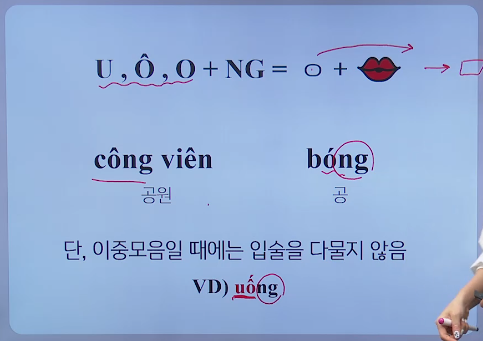 U , Ô , O + NG = ㅇ +
công viên
bóng
공원
공
단, 이중모음일 때에는 입술을 다물지 않음
VD) uống